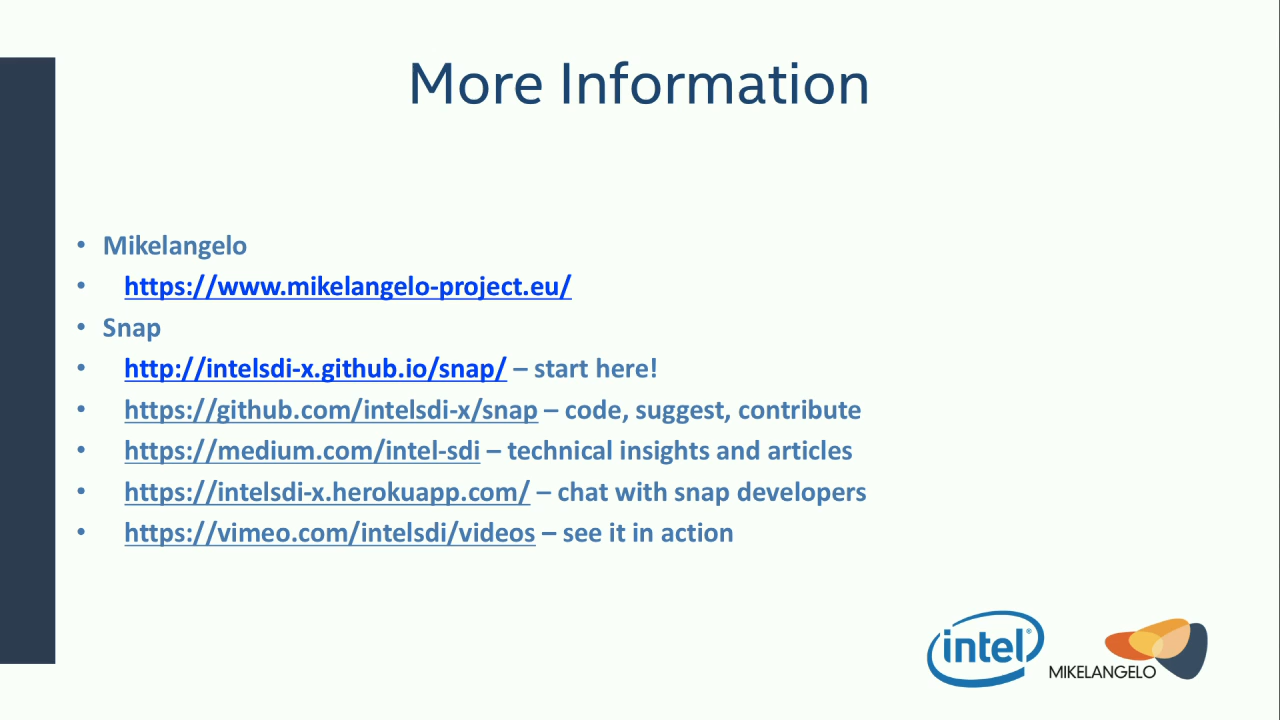 More Information
• Mikelangelo
• https://www.mikelangelo-project.eu/
• Snap
• http://intelsdi-x.github.io/snap/ – start here!
• https://github.com/intelsdi-x/snap – code, suggest, contribute
• https://medium.com/intel-sdi – technical insights and articles
• https://intelsdi-x.herokuapp.com/ – chat with snap developers
• https://vimeo.com/intelsdi/videos – see it in action
intel®
MIKELANGELO